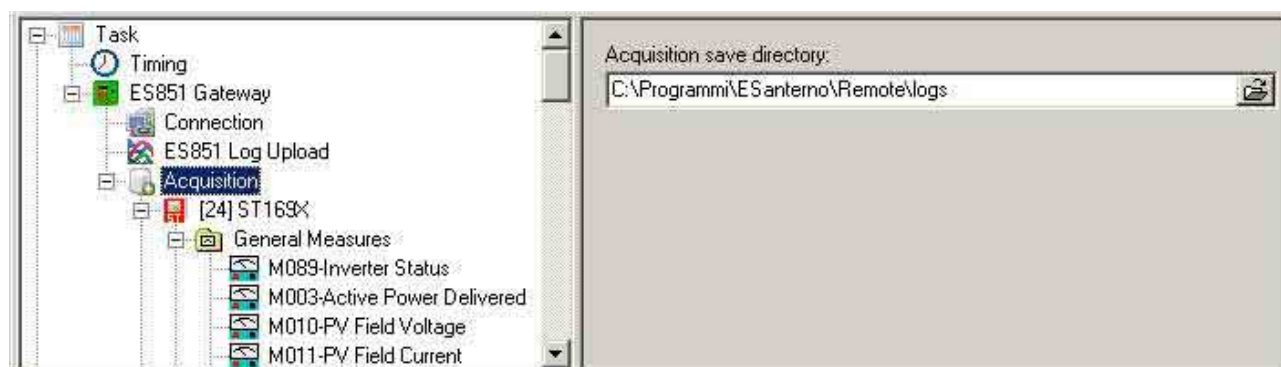 Task
Timing
ES851 Gateway
Connection
ES851 Log Upload
Acquisition
[24] ST169X
General Measures
M089-Inverter Status
M003-Active Power Delivered
M010-PV Field Voltage
M011-PV Field Current
Acquisition save directory:
C:\Programmi\ESanterno\Remote\logs